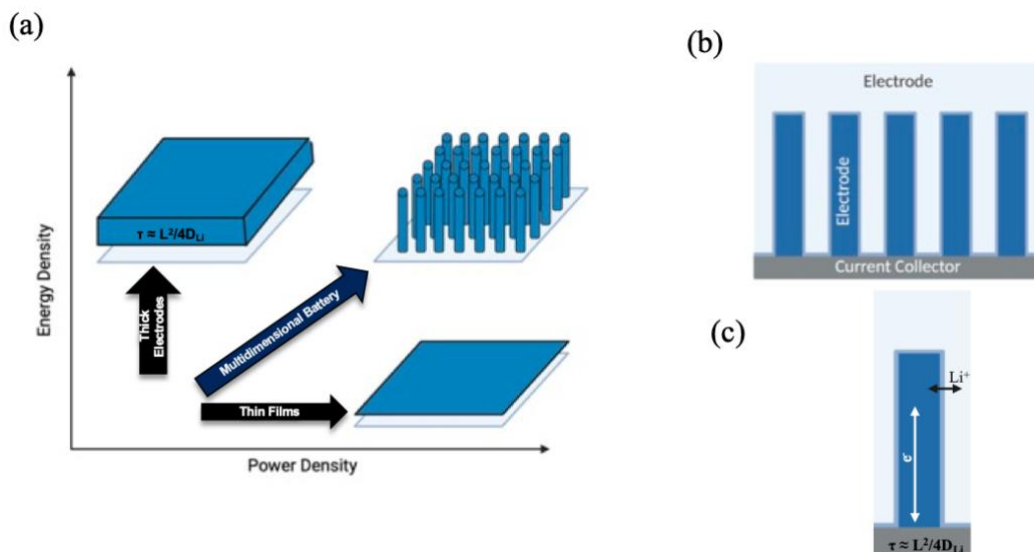 (a)
Energy Density
τ ≈ L²/4D_Li
Thick
Electrodes
Multidimensional Battery
Thin Films
Power Density
(b)
Electrode
Electrode
Current Collector
(c)
Li⁺
e⁻
τ ≈ L²/4D_Li